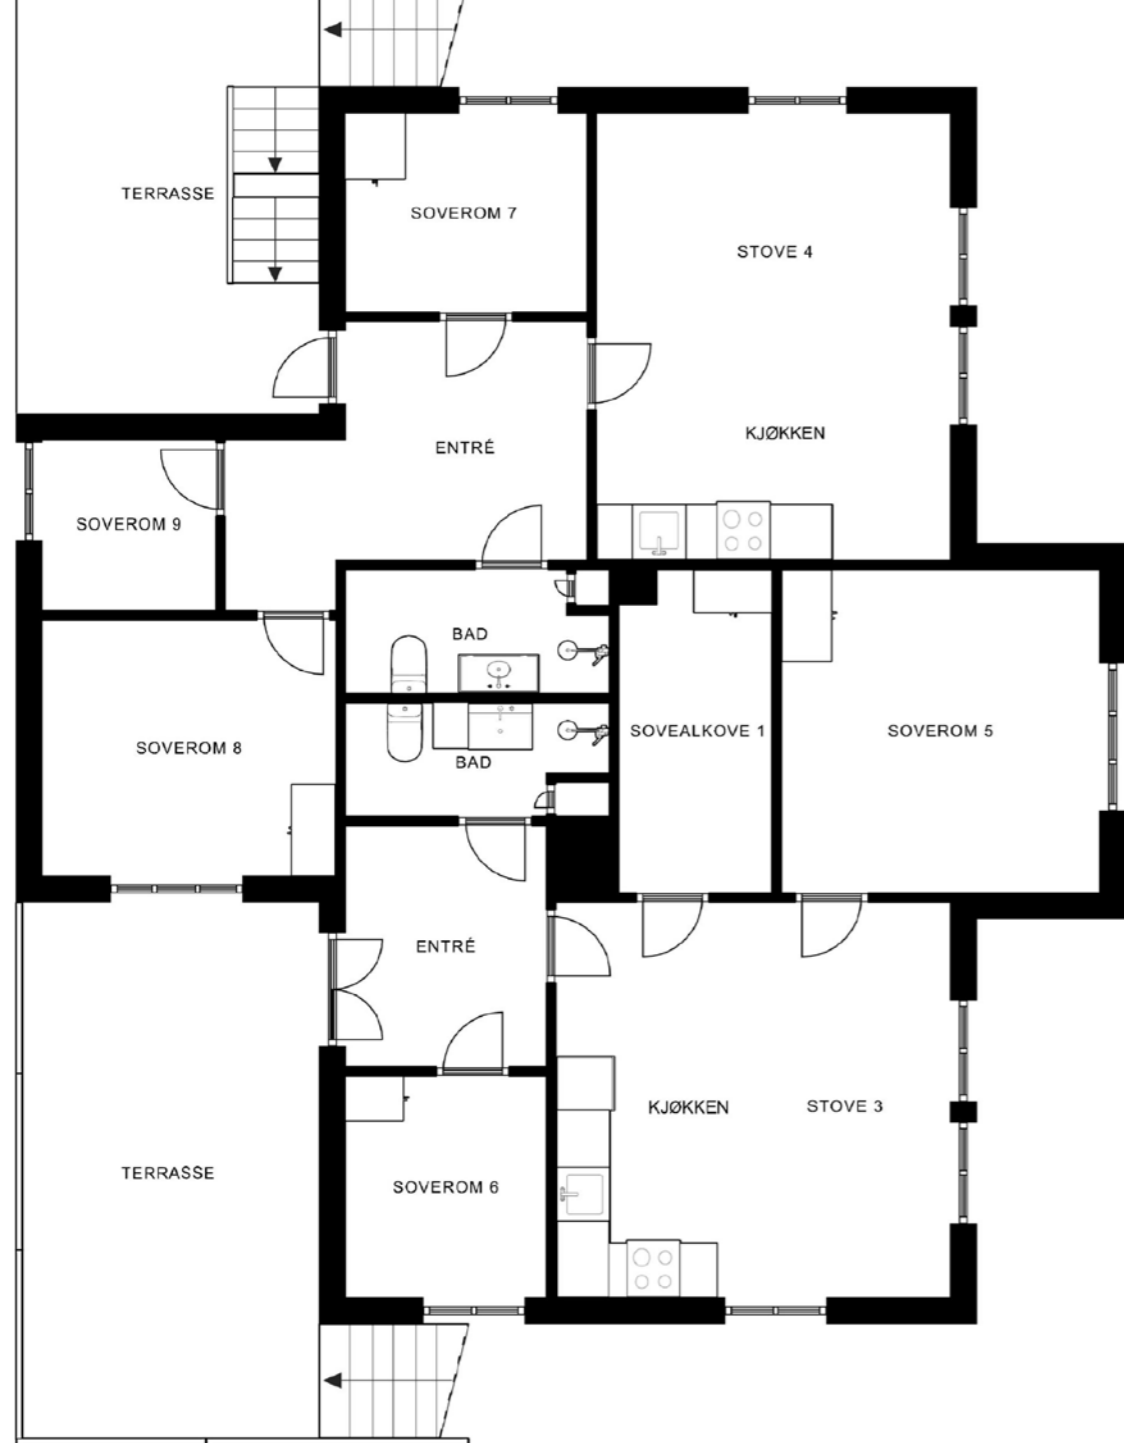 TERRASSE
SOVEROM 7
STOVE 4
KJØKKEN
ENTRÉ
SOVEROM 9
BAD
SOVEROM 8
BAD
SOVEALKOVE 1
SOVEROM 5
ENTRÉ
KJØKKEN
STOVE 3
TERRASSE
SOVEROM 6